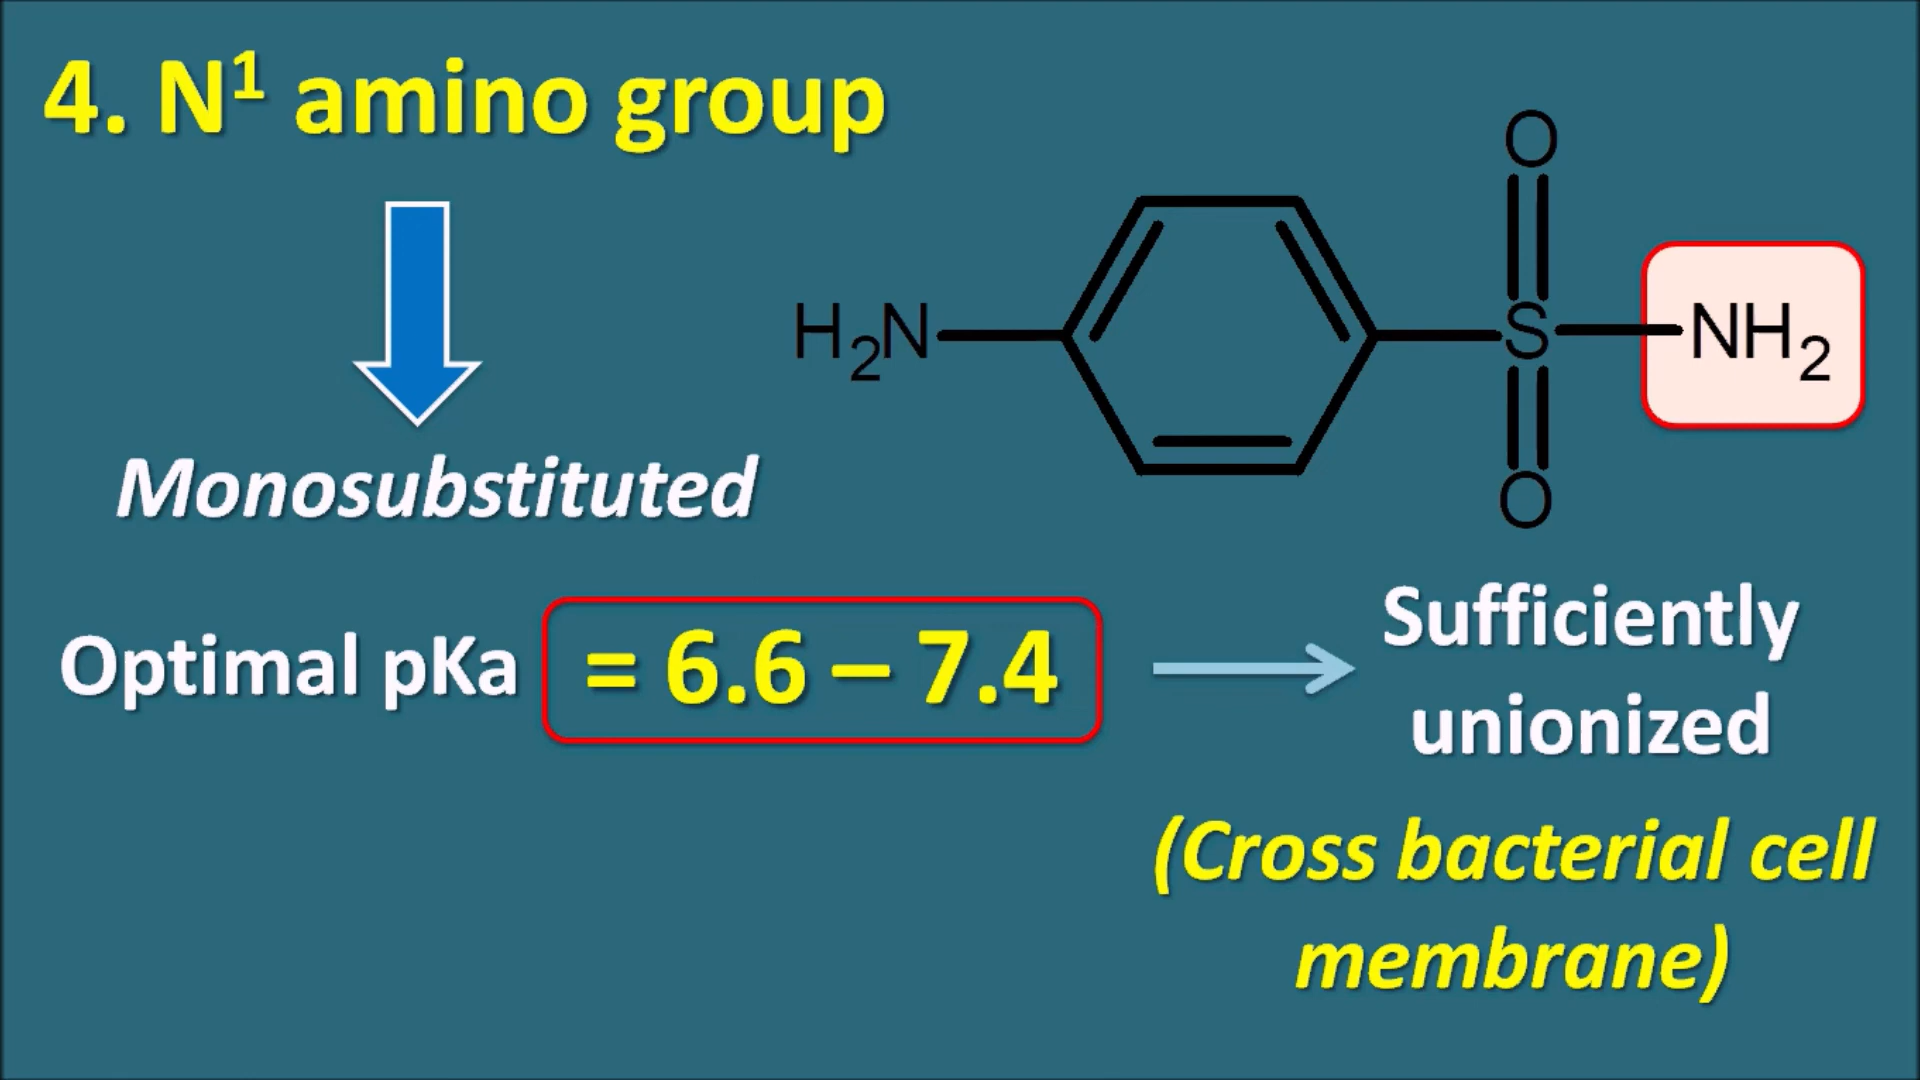 4. N¹ amino group
O
H₂N
S
NH₂
O
Monosubstituted
Optimal pKa = 6.6 – 7.4
Sufficiently
unionized
(Cross bacterial cell
membrane)